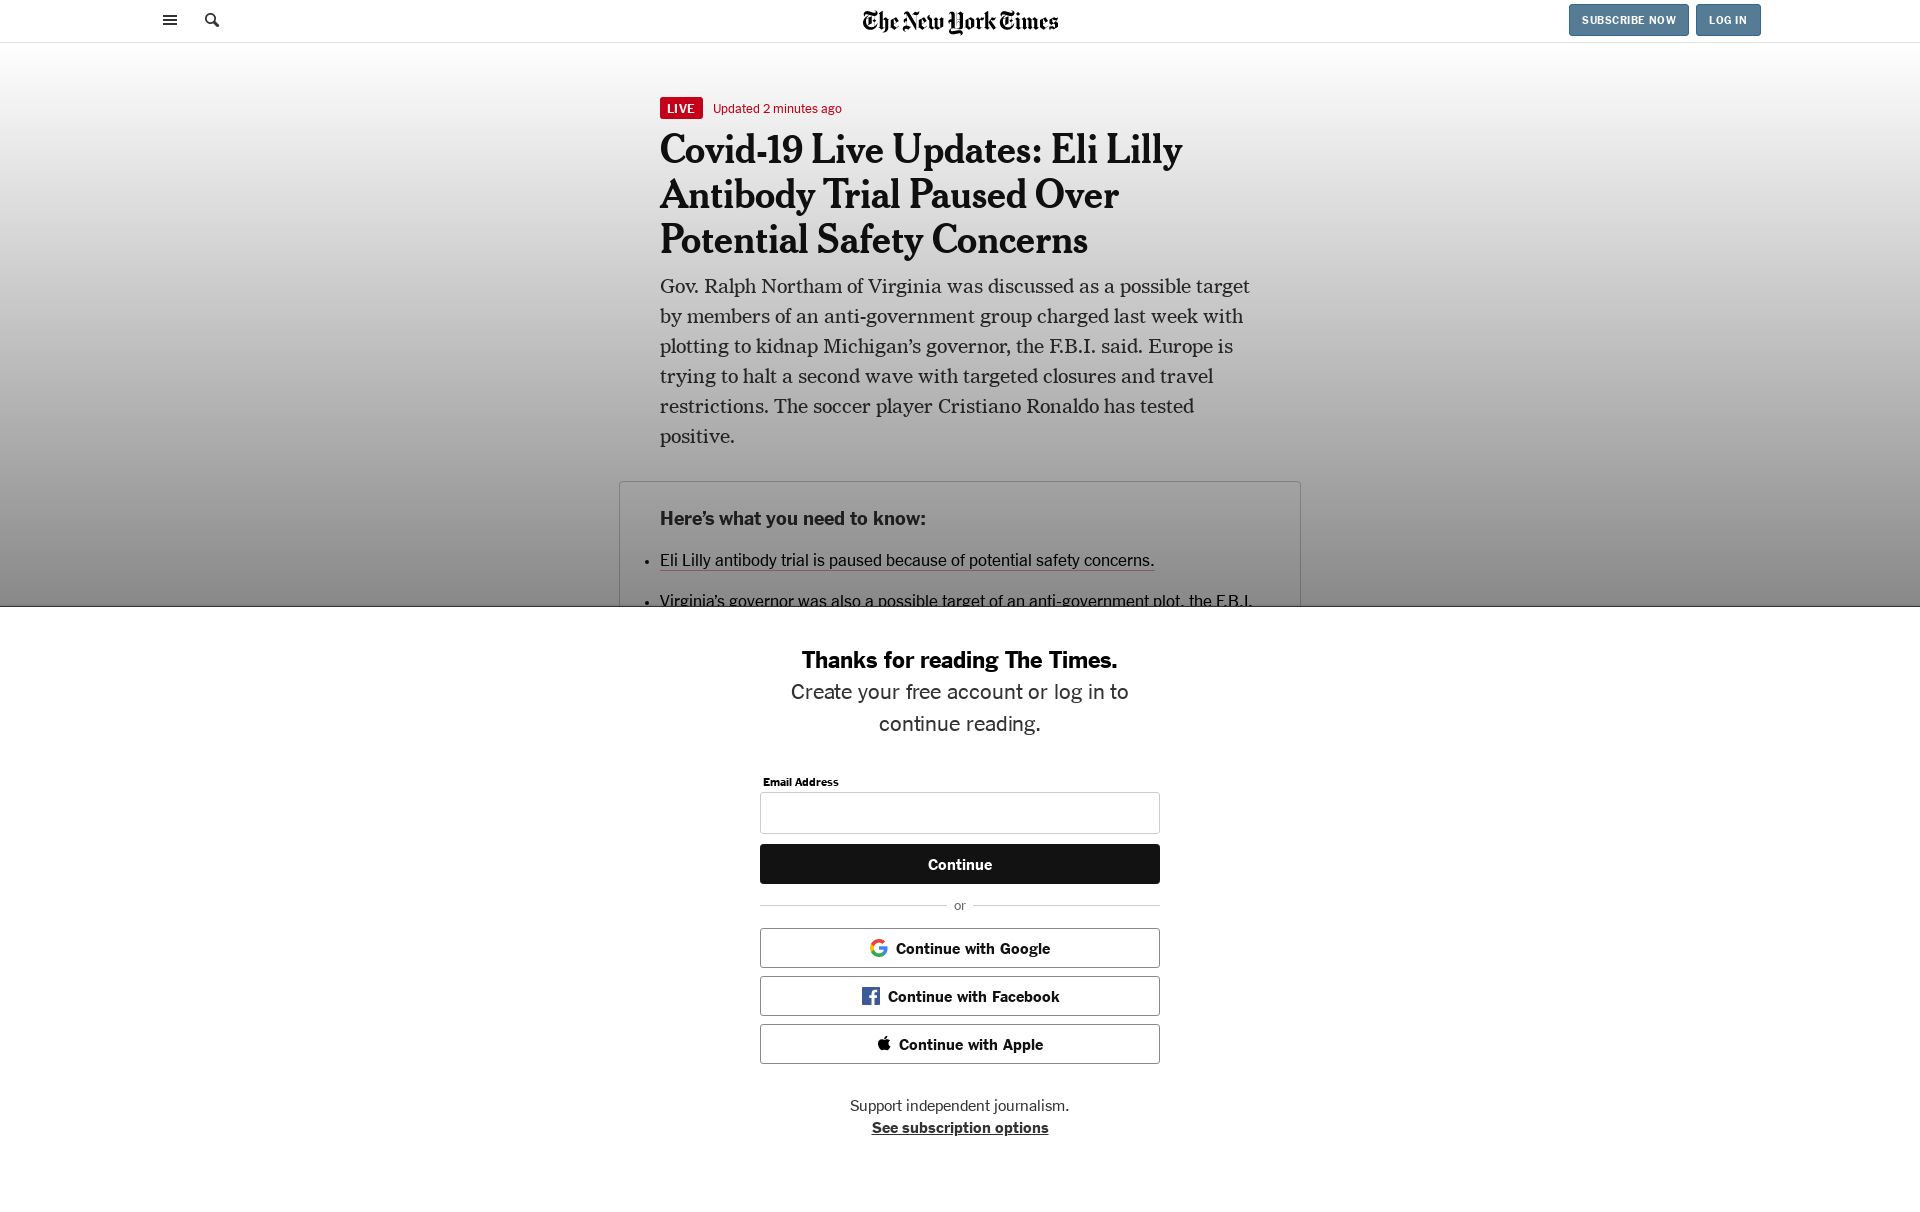 The New York Times
SUBSCRIBE NOW
LOG IN
LIVE
Updated 2 minutes ago
Covid-19 Live Updates: Eli Lilly
Antibody Trial Paused Over
Potential Safety Concerns
Gov. Ralph Northam of Virginia was discussed as a possible target
by members of an anti-government group charged last week with
plotting to kidnap Michigan’s governor, the F.B.I. said. Europe is
trying to halt a second wave with targeted closures and travel
restrictions. The soccer player Cristiano Ronaldo has tested
positive.
Here’s what you need to know:
• Eli Lilly antibody trial is paused because of potential safety concerns.
• Virginia’s governor was also a possible target of an anti-government plot, the F.B.I.
Thanks for reading The Times.
Create your free account or log in to
continue reading.
Email Address
Continue
or
Continue with Google
Continue with Facebook
Continue with Apple
Support independent journalism.
See subscription options